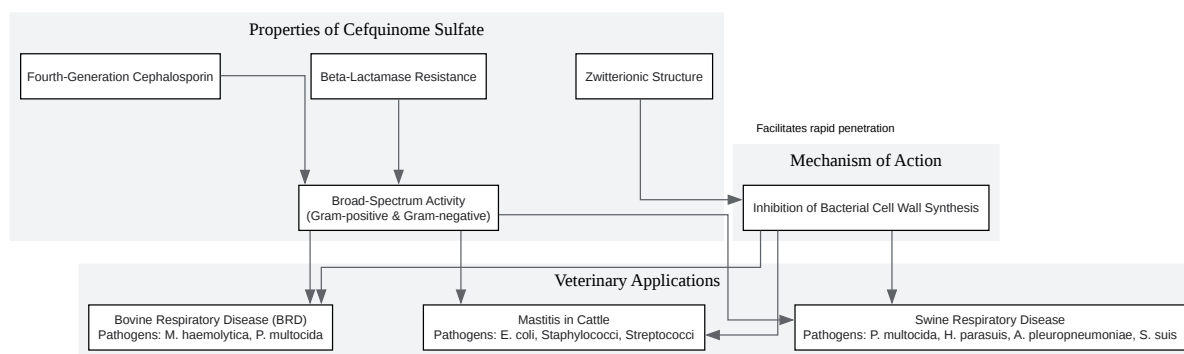 Properties of Cefquinome Sulfate
Fourth-Generation Cephalosporin
Beta-Lactamase Resistance
Zwitterionic Structure
Facilitates rapid penetration
Mechanism of Action
Broad-Spectrum Activity
(Gram-positive & Gram-negative)
Inhibition of Bacterial Cell Wall Synthesis
Veterinary Applications
Bovine Respiratory Disease (BRD)
Pathogens: M. haemolytica, P. multocida
Mastitis in Cattle
Pathogens: E. coli, Staphylococci, Streptococci
Swine Respiratory Disease
Pathogens: P. multocida, H. parasuis, A. pleuropneumoniae, S. suis